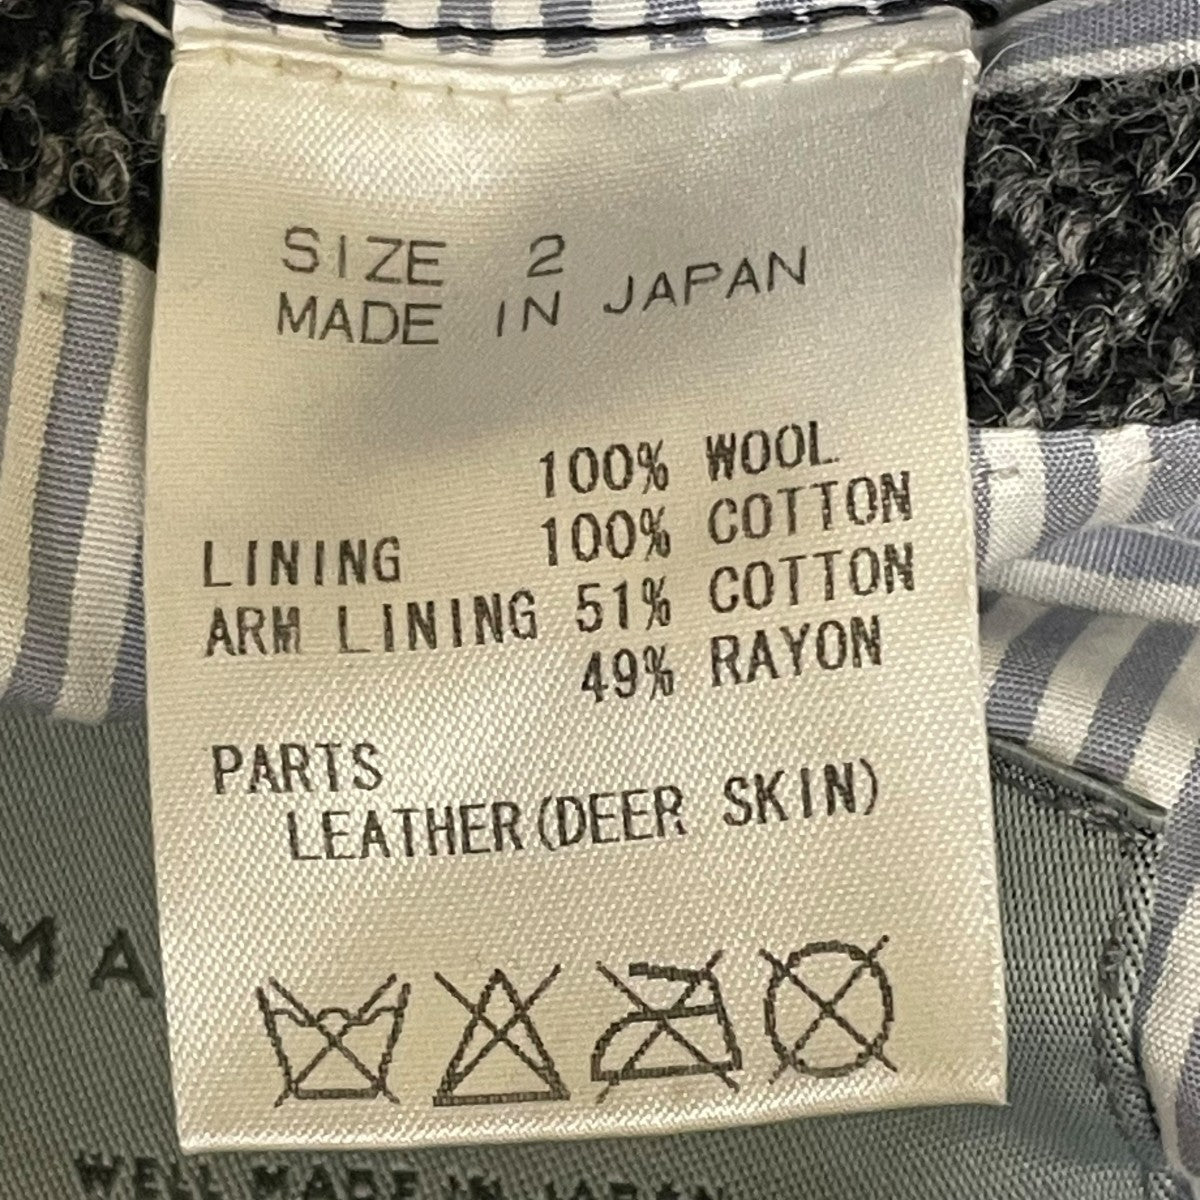 SIZE 2
MADE IN JAPAN
100% WOOL
LINING 100% COTTON
ARM LINING 51% COTTON
49% RAYON
PARTS
LEATHER(DEER SKIN)
MA
WELL MADE IN JAPAN